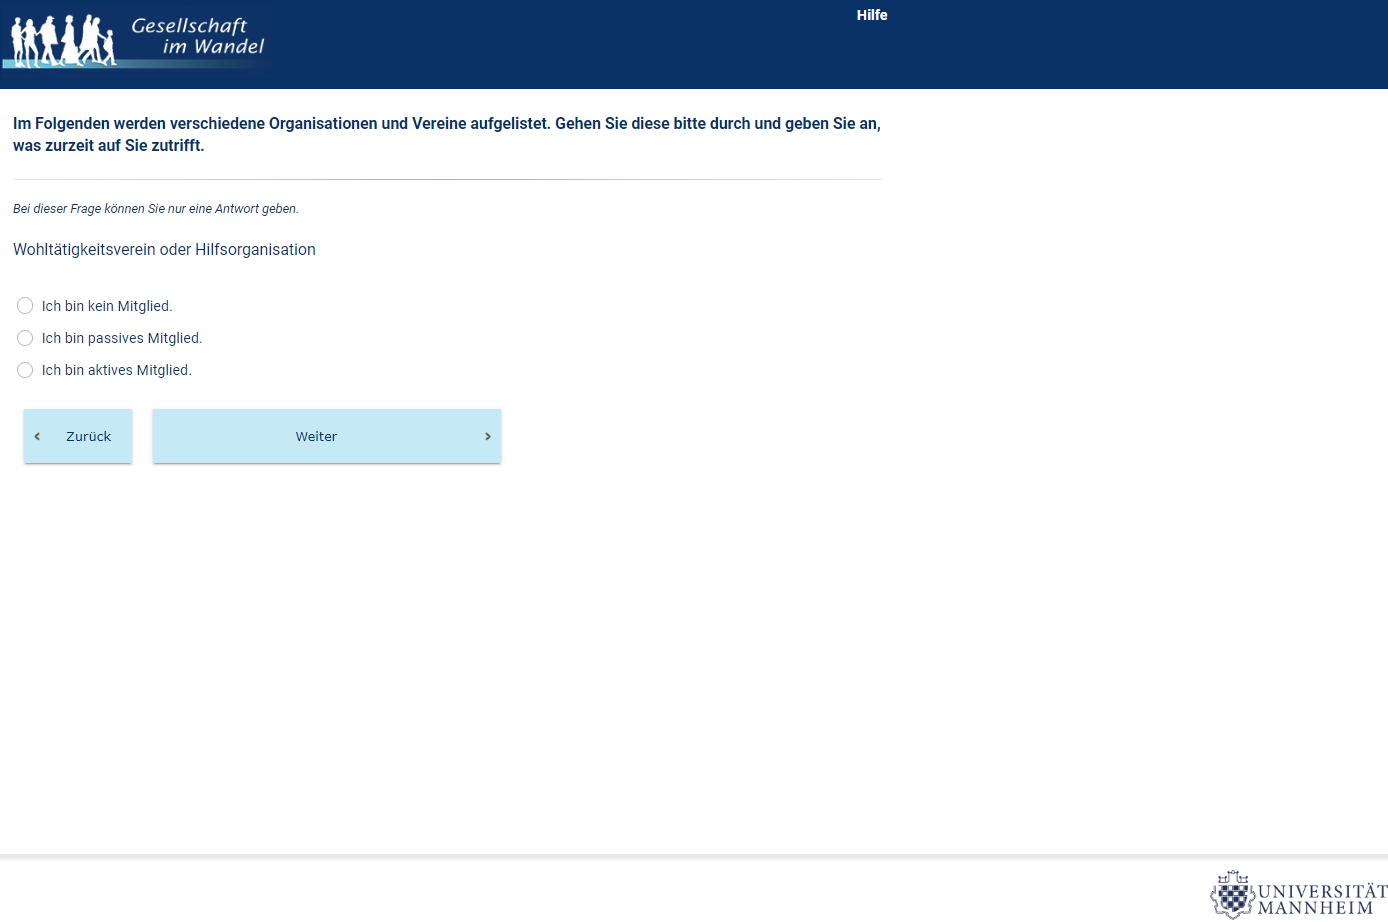 Gesellschaft
im Wandel
Hilfe
Im Folgenden werden verschiedene Organisationen und Vereine aufgelistet. Gehen Sie diese bitte durch und geben Sie an,
was zurzeit auf Sie zutrifft.
Bei dieser Frage können Sie nur eine Antwort geben.
Wohltätigkeitsverein oder Hilfsorganisation
Ich bin kein Mitglied.
Ich bin passives Mitglied.
Ich bin aktives Mitglied.
Zurück
Weiter
UNIVERSITÄT
MANNHEIM